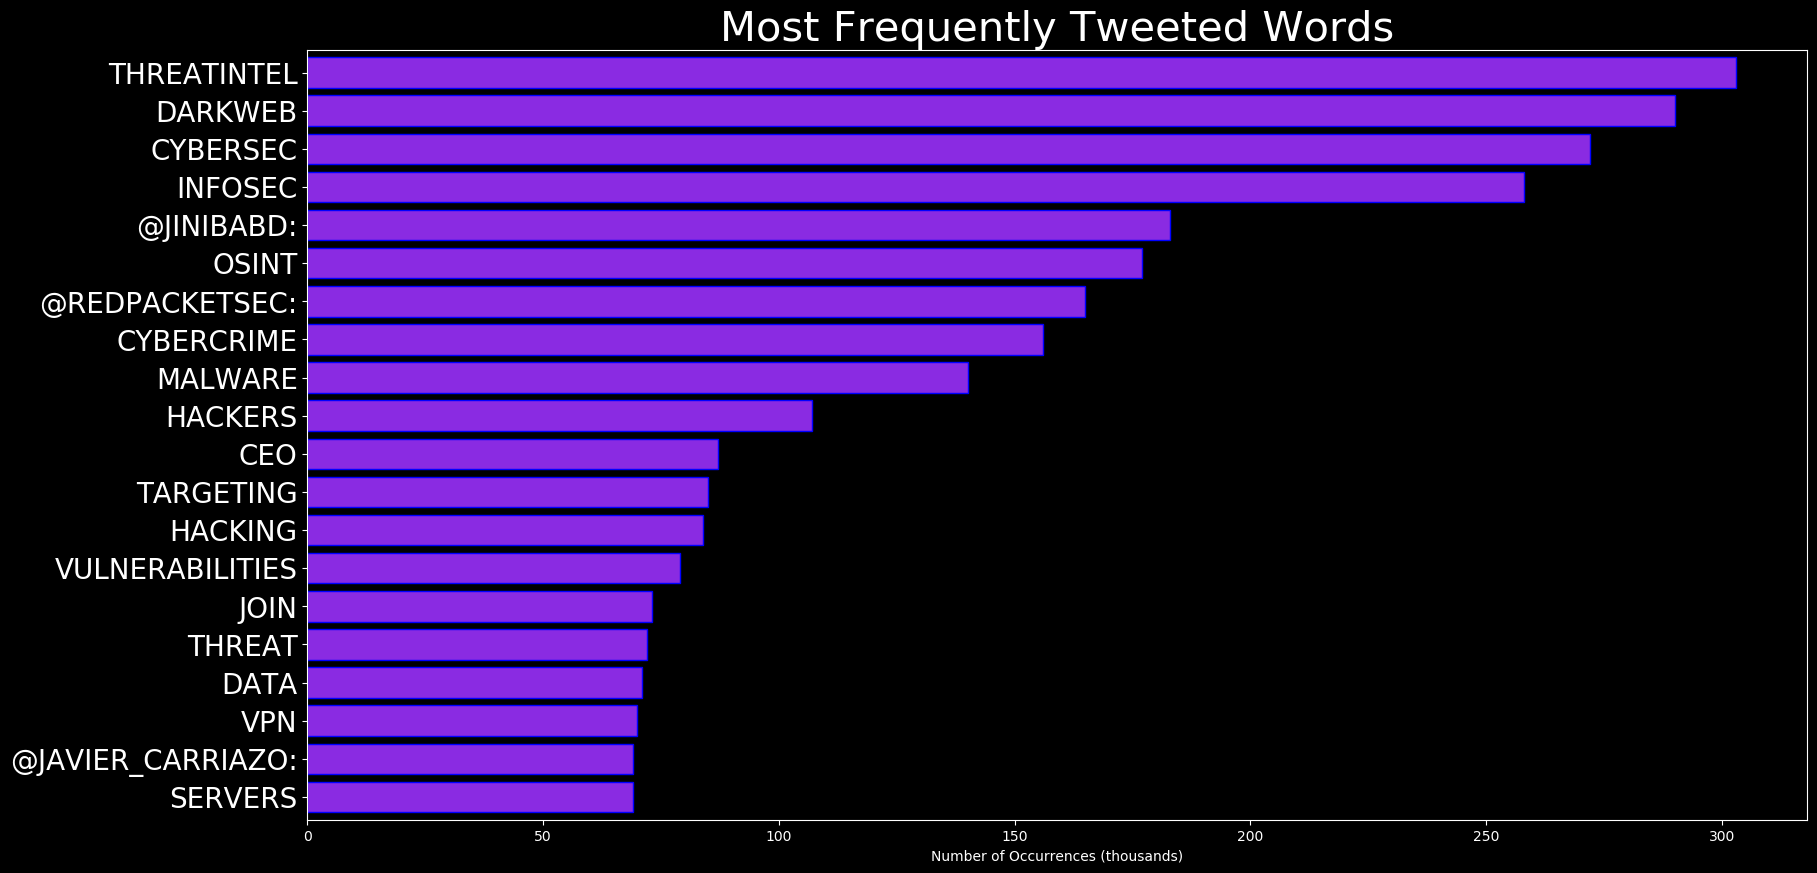 Most Frequently Tweeted Words
THREATINTEL
DARKWEB
CYBERSEC
INFOSEC
@JINIBABD:
OSINT
@REDPACKETSEC:
CYBERCRIME
MALWARE
HACKERS
CEO
TARGETING
HACKING
VULNERABILITIES
JOIN
THREAT
DATA
VPN
@JAVIER_CARRIAZO:
SERVERS
0 50 100 150 200 250 300
Number of Occurrences (thousands)